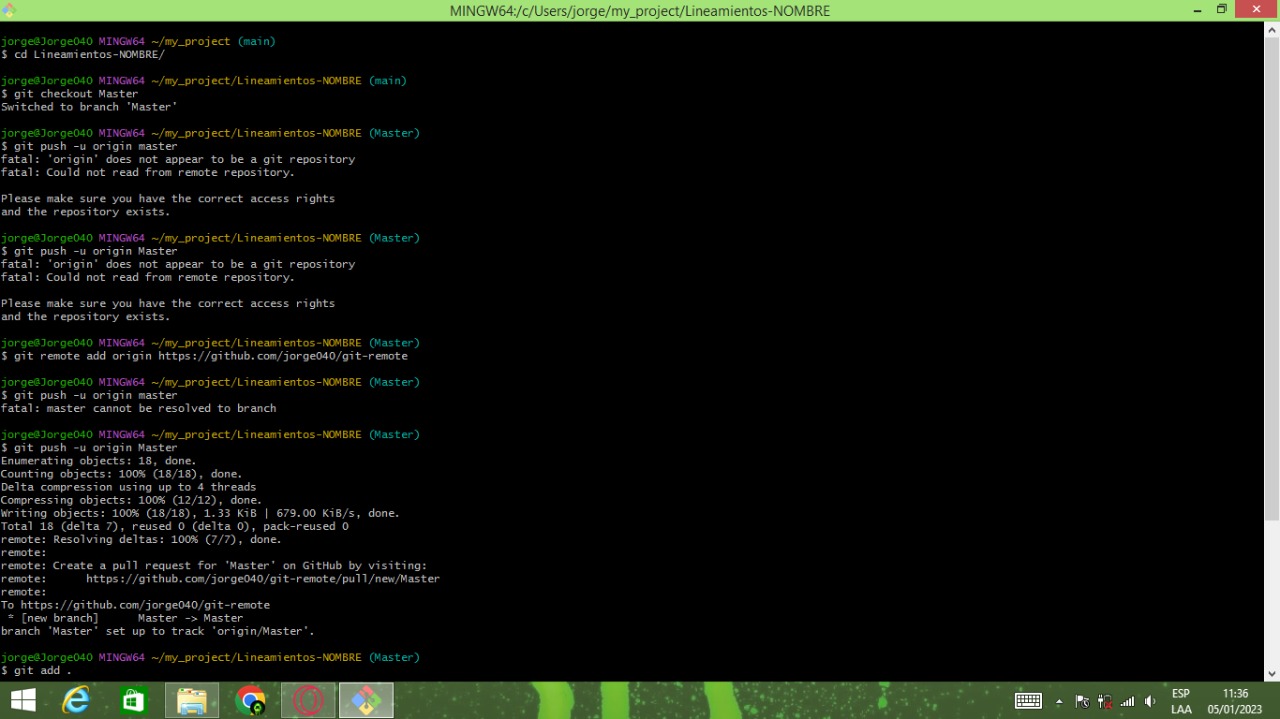 MINGW64:/c/Users/jorge/my_project/Lineamientos-NOMBRE
jorge@Jorge040 MINGW64 ~/my_project (main)
$ cd Lineamientos-NOMBRE/
jorge@Jorge040 MINGW64 ~/my_project/Lineamientos-NOMBRE (main)
$ git checkout Master
Switched to branch 'Master'
jorge@Jorge040 MINGW64 ~/my_project/Lineamientos-NOMBRE (Master)
$ git push -u origin master
fatal: 'origin' does not appear to be a git repository
fatal: Could not read from remote repository.
Please make sure you have the correct access rights
and the repository exists.
jorge@Jorge040 MINGW64 ~/my_project/Lineamientos-NOMBRE (Master)
$ git push -u origin Master
fatal: 'origin' does not appear to be a git repository
fatal: Could not read from remote repository.
Please make sure you have the correct access rights
and the repository exists.
jorge@Jorge040 MINGW64 ~/my_project/Lineamientos-NOMBRE (Master)
$ git remote add origin https://github.com/jorge040/git-remote
jorge@Jorge040 MINGW64 ~/my_project/Lineamientos-NOMBRE (Master)
$ git push -u origin master
fatal: master cannot be resolved to branch
jorge@Jorge040 MINGW64 ~/my_project/Lineamientos-NOMBRE (Master)
$ git push -u origin Master
Enumerating objects: 18, done.
Counting objects: 100% (18/18), done.
Delta compression using up to 4 threads
Compressing objects: 100% (12/12), done.
Writing objects: 100% (18/18), 1.33 KiB | 679.00 KiB/s, done.
Total 18 (delta 7), reused 0 (delta 0), pack-reused 0
remote: Resolving deltas: 100% (7/7), done.
remote:
remote: Create a pull request for 'Master' on GitHub by visiting:
remote:      https://github.com/jorge040/git-remote/pull/new/Master
remote:
To https://github.com/jorge040/git-remote
 * [new branch]      Master -> Master
branch 'Master' set up to track 'origin/Master'.
jorge@Jorge040 MINGW64 ~/my_project/Lineamientos-NOMBRE (Master)
$ git add .
ESP
LAA
11:36
05/01/2023